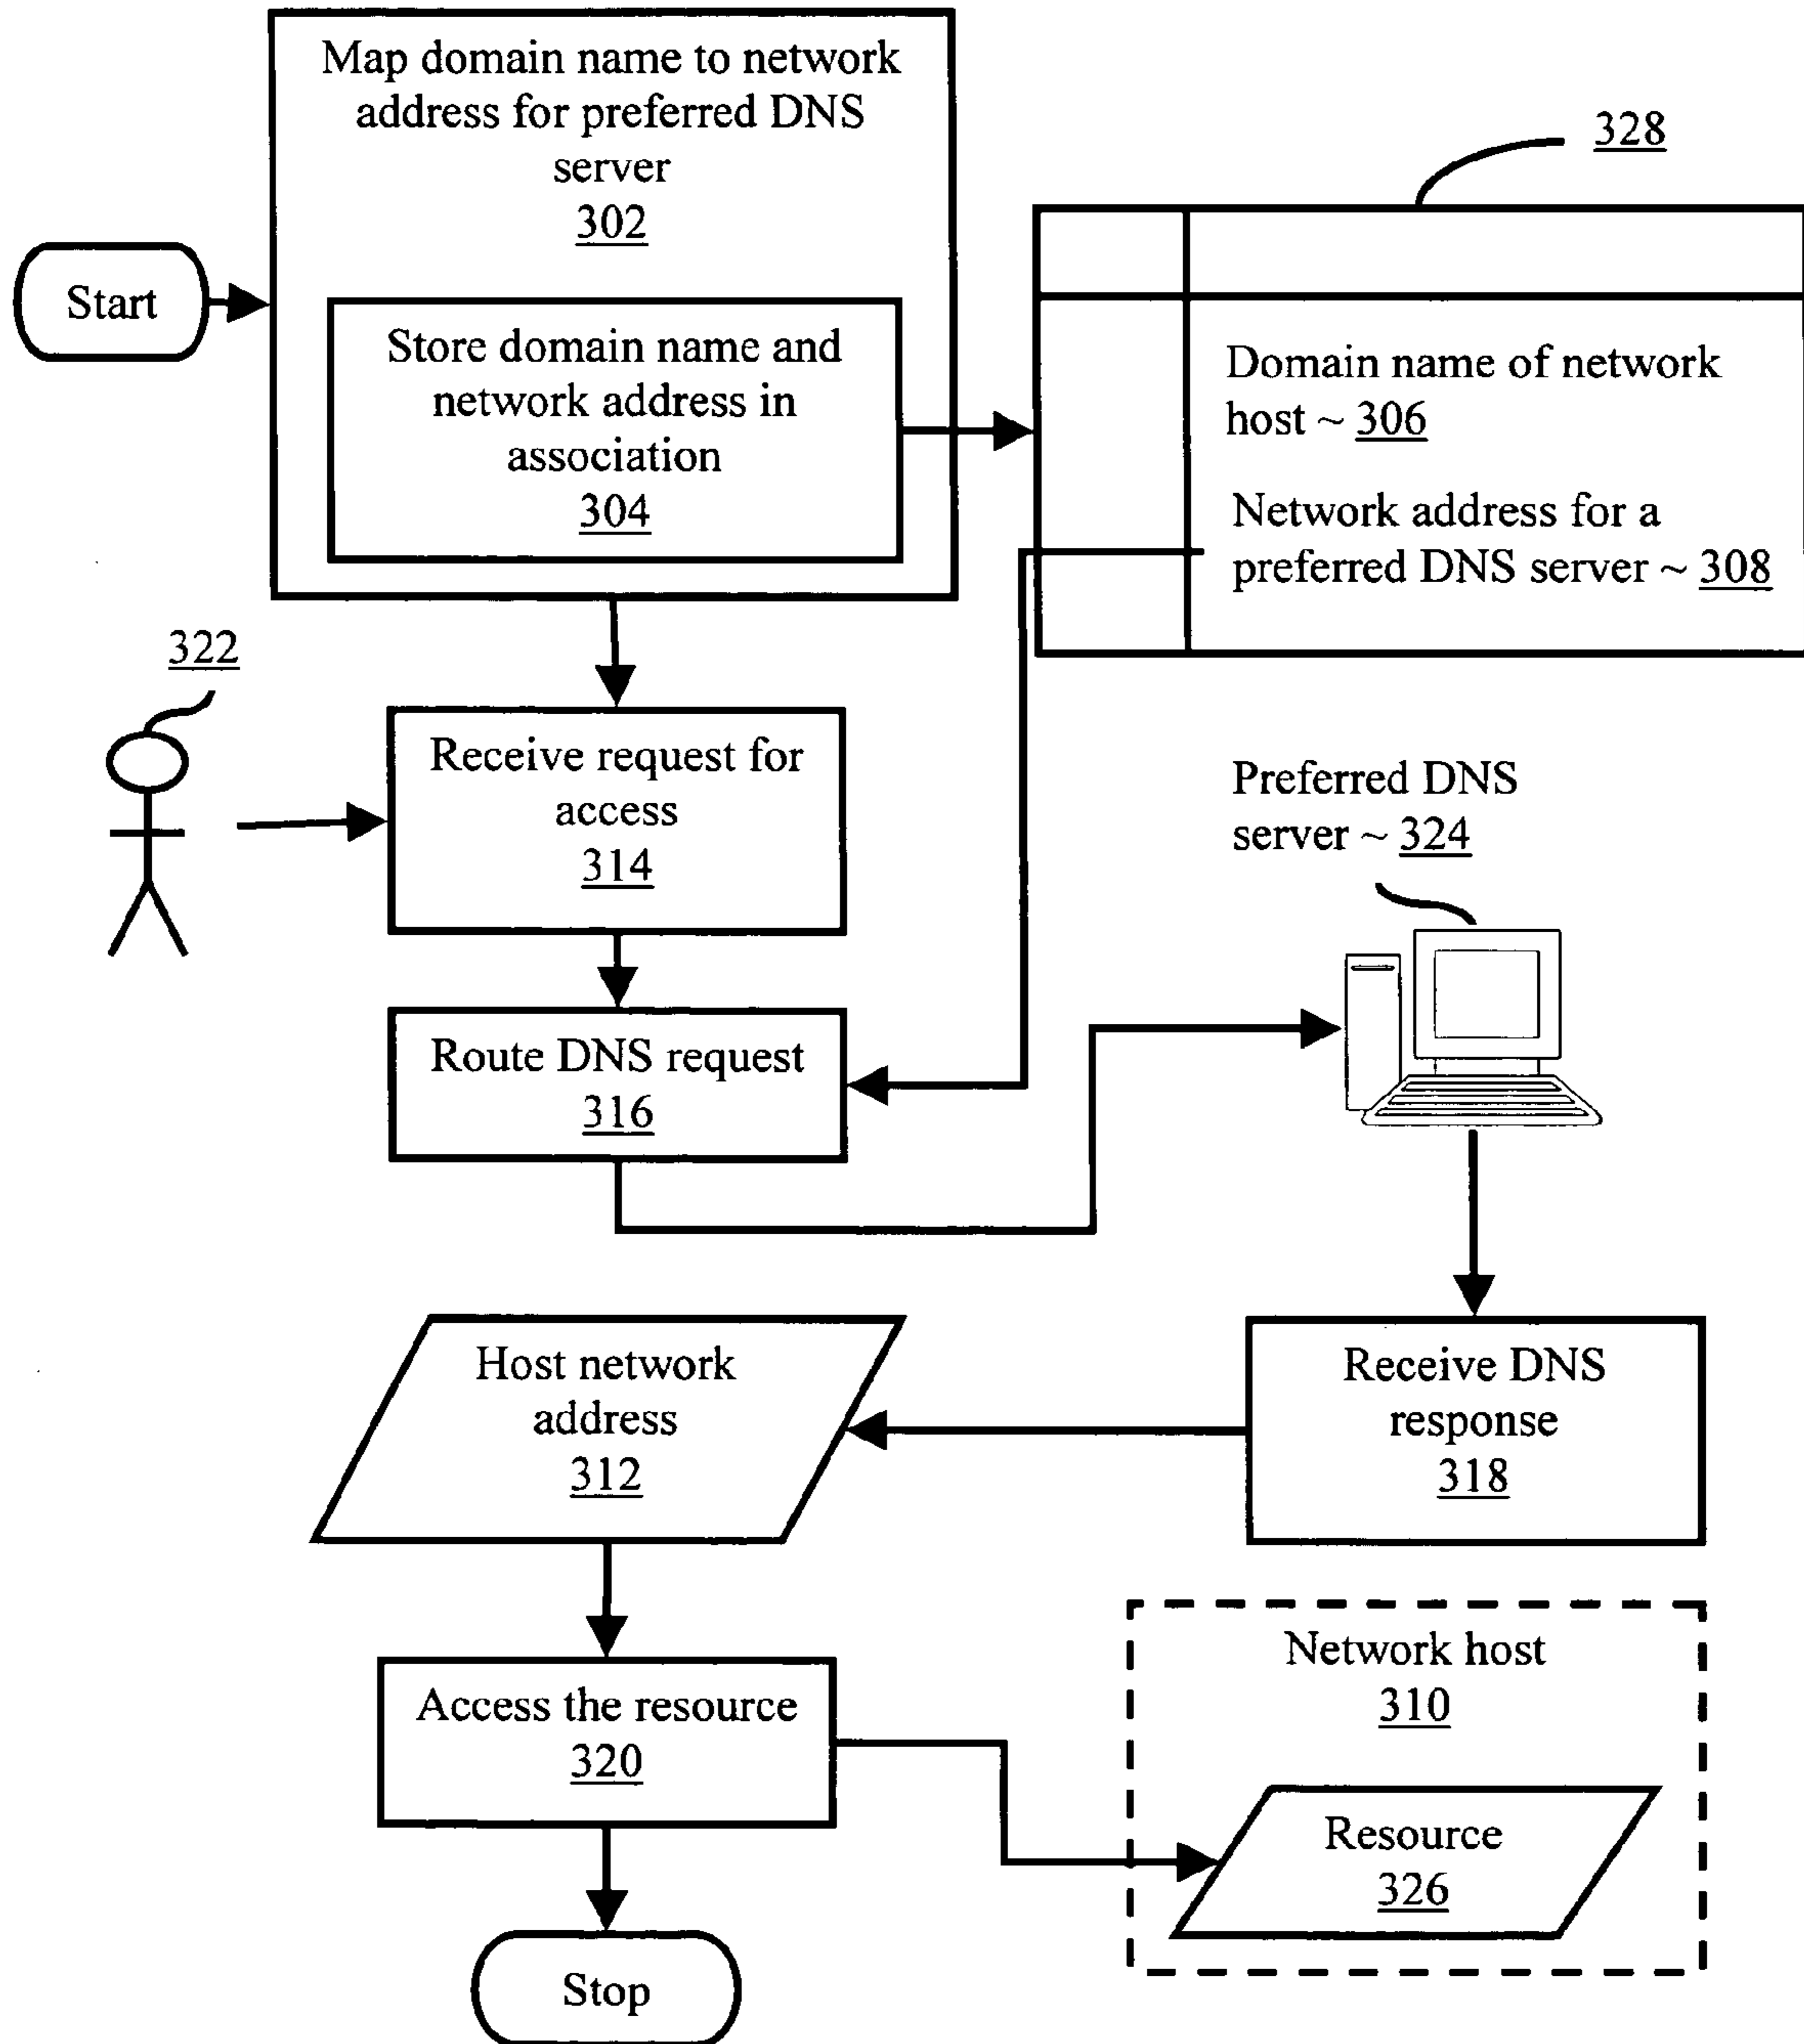 Map domain name to network
address for preferred DNS
server
302
328
Start
Store domain name and
network address in
association
304
Domain name of network
host ~ 306
Network address for a
preferred DNS server ~ 308
322
Receive request for
access
314
Preferred DNS
server ~ 324
Route DNS request
316
Host network
address
312
Receive DNS
response
318
Network host
310
Access the resource
320
Resource
326
Stop